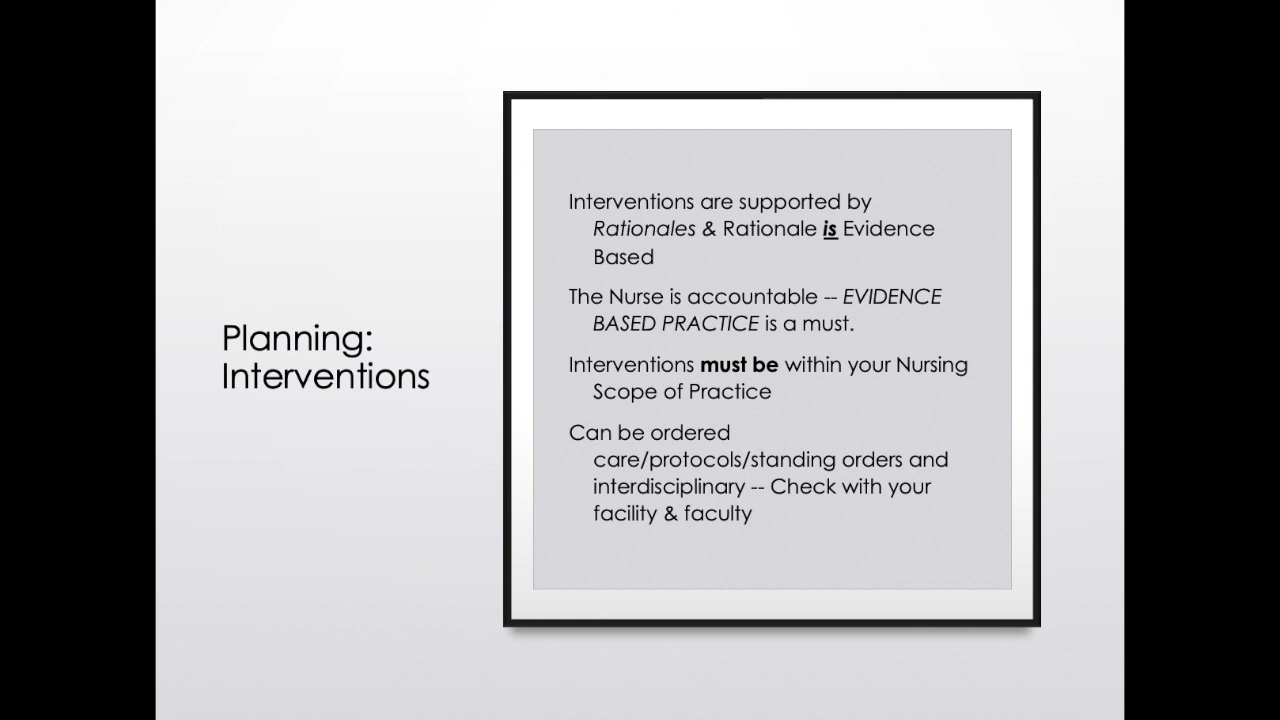 Planning:
Interventions
Interventions are supported by
Rationales & Rationale is Evidence
Based
The Nurse is accountable -- EVIDENCE
BASED PRACTICE is a must.
Interventions must be within your Nursing
Scope of Practice
Can be ordered
care/protocols/standing orders and
interdisciplinary -- Check with your
facility & faculty